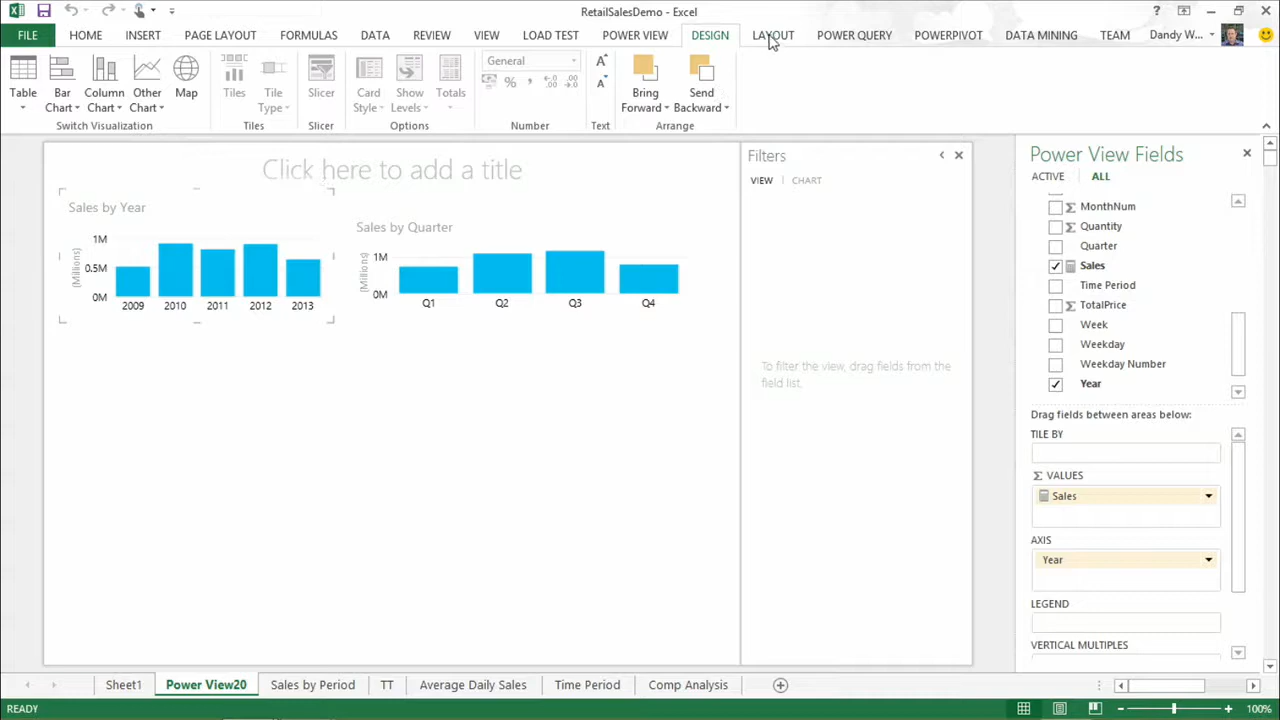 RetailSalesDemo - Excel
FILE HOME INSERT PAGE LAYOUT FORMULAS DATA REVIEW VIEW LOAD TEST POWER VIEW DESIGN LAYOUT POWER QUERY POWERPIVOT DATA MINING TEAM Dandy W...
General
Table Bar Chart Column Chart Other Chart Map Tiles Tile Type Slicer Card Style Show Levels Totals Bring Forward Send Backward
Switch Visualization Tiles Slicer Options Number Text Arrange
Click here to add a title
Sales by Year
1M
0.5M
0M
(Millions)
2009 2010 2011 2012 2013
Sales by Quarter
1M
0M
(Millions)
Q1 Q2 Q3 Q4
Filters
VIEW CHART
To filter the view, drag fields from the
field list.
Power View Fields
ACTIVE ALL
MonthNum
Quantity
Quarter
Sales
Time Period
TotalPrice
Week
Weekday
Weekday Number
Year
Drag fields between areas below:
TILE BY
Σ VALUES
Sales
AXIS
Year
LEGEND
VERTICAL MULTIPLES
Sheet1 Power View20 Sales by Period TT Average Daily Sales Time Period Comp Analysis
READY 100%